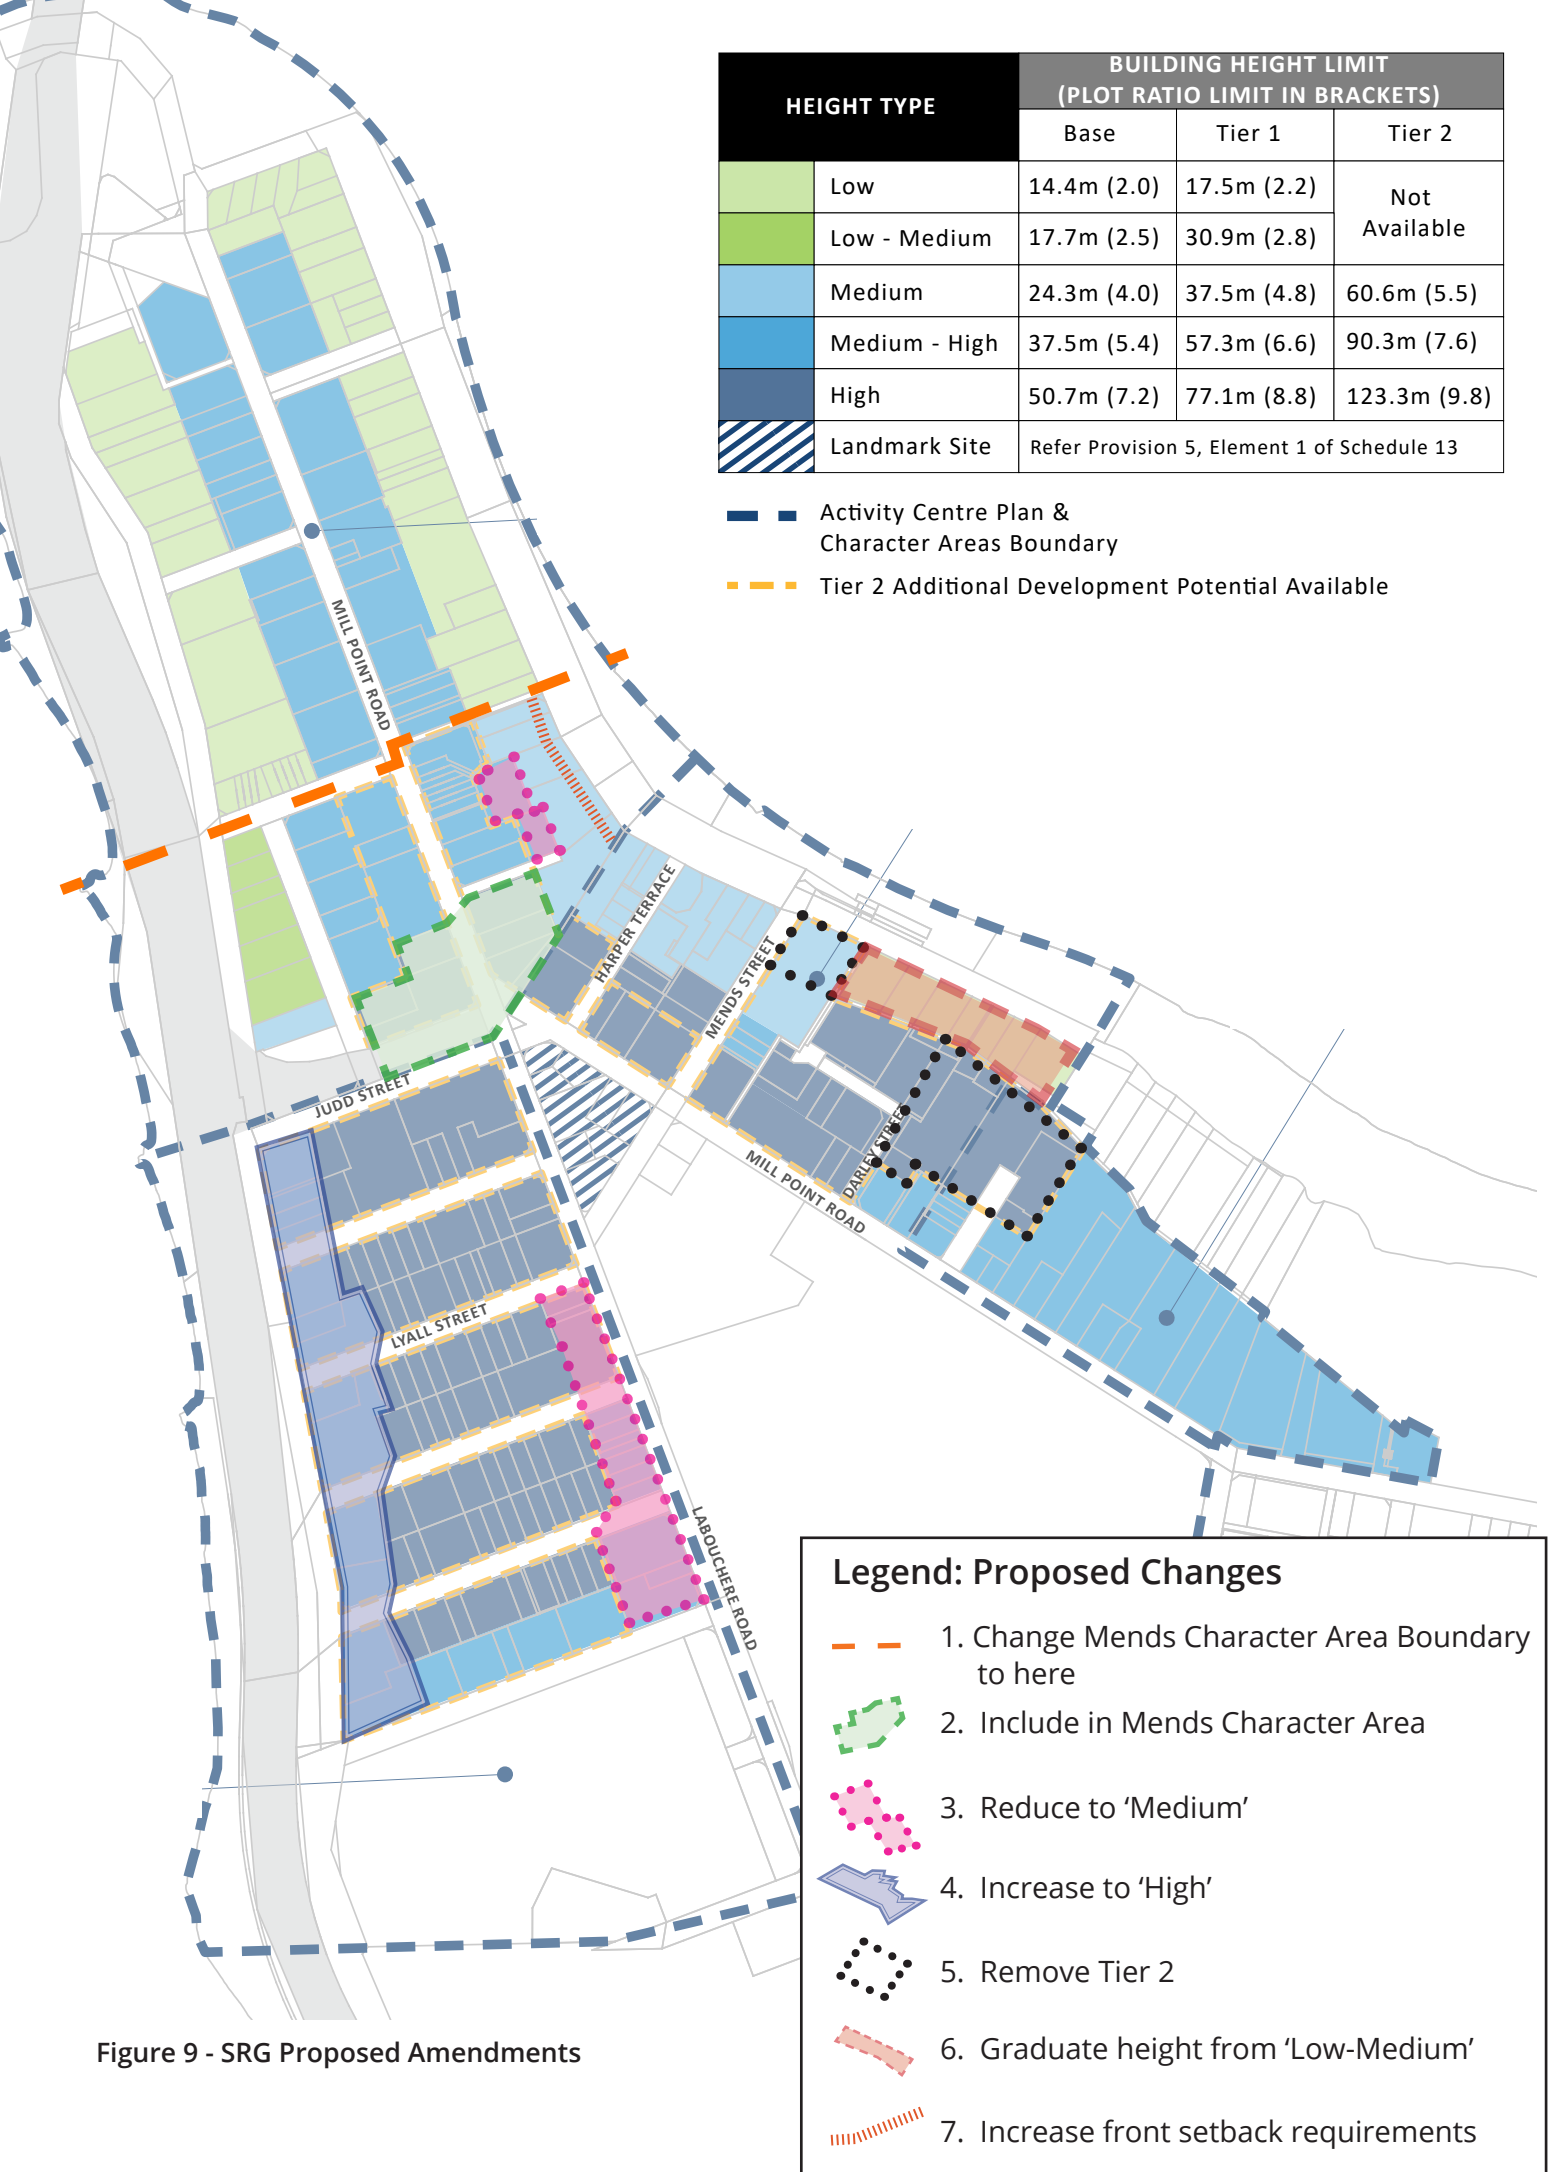 HEIGHT TYPE
BUILDING HEIGHT LIMIT
(PLOT RATIO LIMIT IN BRACKETS)
Base Tier 1 Tier 2
Low 14.4m (2.0) 17.5m (2.2)
Not
Available
Low - Medium 17.7m (2.5) 30.9m (2.8)
Medium 24.3m (4.0) 37.5m (4.8) 60.6m (5.5)
Medium - High 37.5m (5.4) 57.3m (6.6) 90.3m (7.6)
High 50.7m (7.2) 77.1m (8.8) 123.3m (9.8)
Landmark Site Refer Provision 5, Element 1 of Schedule 13
Activity Centre Plan &
Character Areas Boundary
Tier 2 Additional Development Potential Available
MILL POINT ROAD
HARPER TERRACE
MENDS STREET
JUDD STREET
DARLEY STREET
MILL POINT ROAD
LYALL STREET
LABOUCHERE ROAD
Legend: Proposed Changes
1. Change Mends Character Area Boundary
to here
2. Include in Mends Character Area
3. Reduce to ‘Medium’
4. Increase to ‘High’
5. Remove Tier 2
6. Graduate height from ‘Low-Medium’
7. Increase front setback requirements
Figure 9 - SRG Proposed Amendments